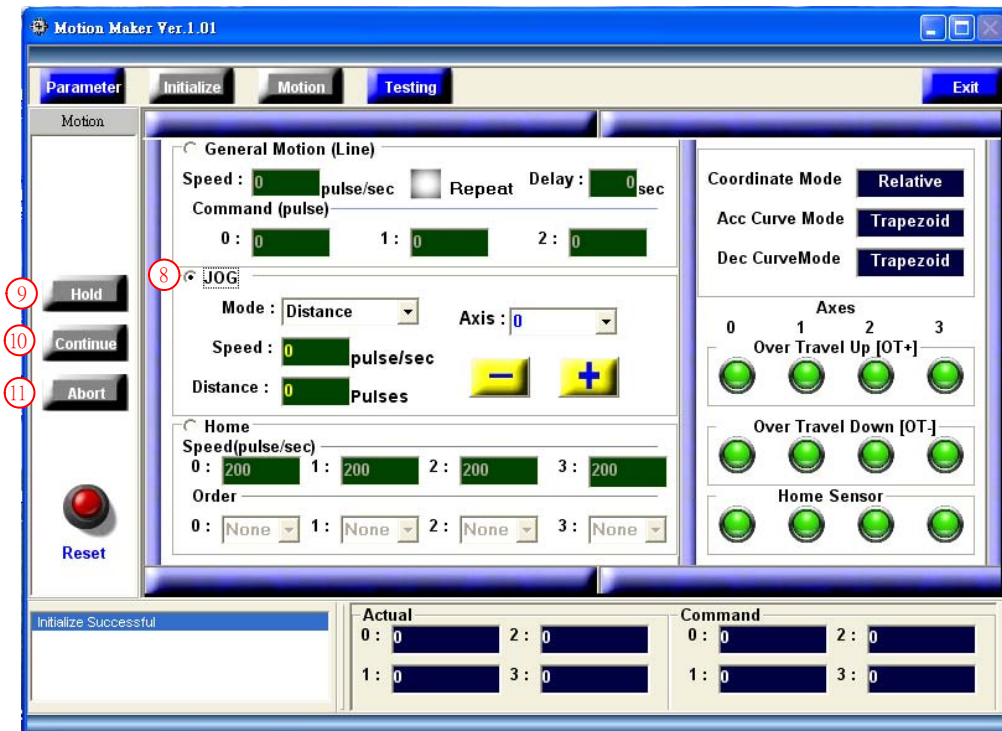 Motion Maker Ver.1.01
Parameter Initialize Motion Testing Exit
Motion
General Motion (Line)
Speed : 0 pulse/sec Repeat Delay : 0 sec
Command (pulse)
0 : 0 1 : 0 2 : 0
⑧ JOG
Mode : Distance Axis : 0
Speed : 0 pulse/sec
Distance : 0 Pulses
− +
Home
Speed(pulse/sec)
0 : 200 1 : 200 2 : 200 3 : 200
Order
0 : None 1 : None 2 : None 3 : None
⑨ Hold
⑩ Continue
⑪ Abort
Reset
Coordinate Mode Relative
Acc Curve Mode Trapezoid
Dec CurveMode Trapezoid
Axes
0 1 2 3
Over Travel Up [OT+]
Over Travel Down [OT-]
Home Sensor
Initialize Successful
Actual
0 : 0 2 : 0
1 : 0 3 : 0
Command
0 : 0 2 : 0
1 : 0 3 : 0